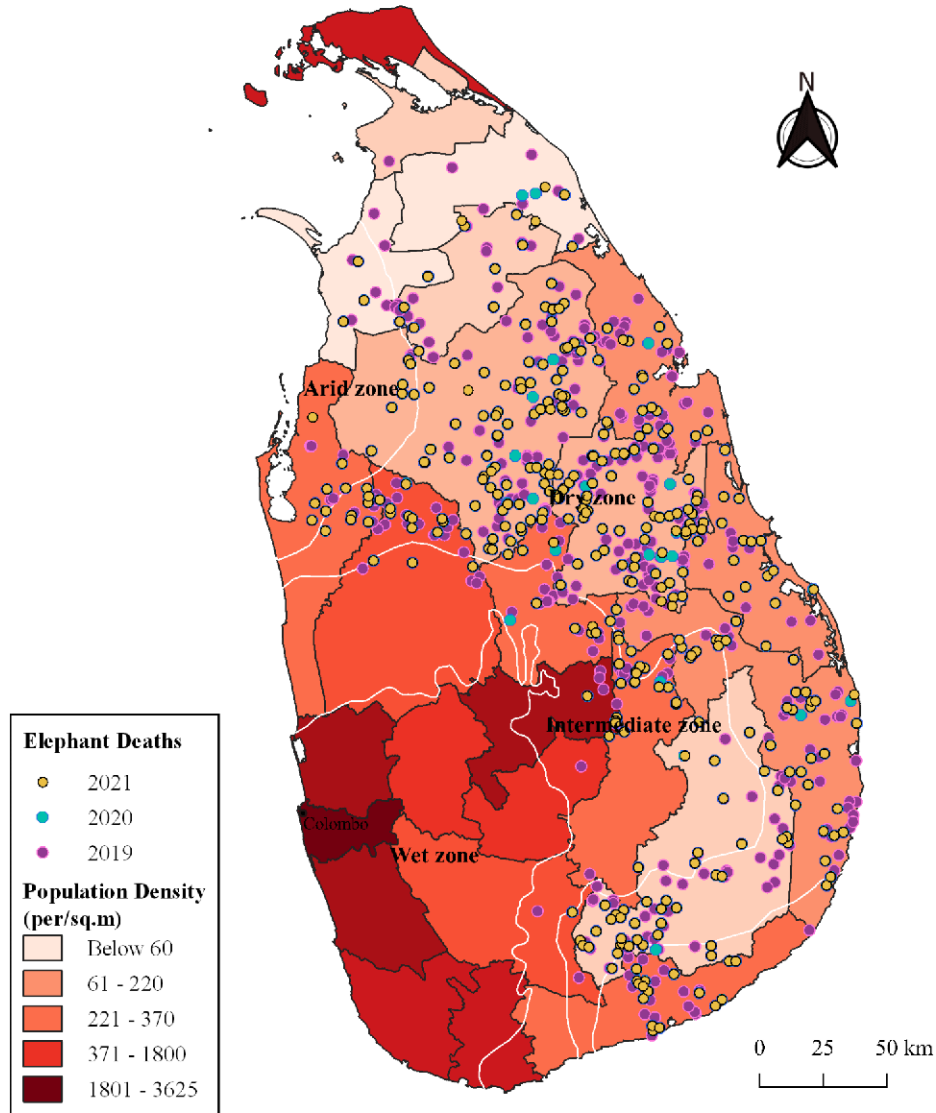 N
Arid zone
Dry zone
Intermediate zone
Colombo
Wet zone
Elephant Deaths
2021
2020
2019
Population Density
(per/sq.m)
Below 60
61 - 220
221 - 370
371 - 1800
1801 - 3625
0 25 50 km